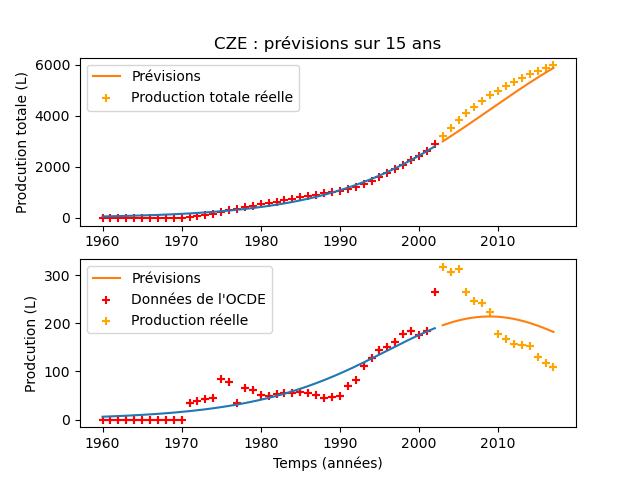 CZE : prévisions sur 15 ans
Prodcution totale (L)
6000
4000
2000
0
Prévisions
Production totale réelle
1960 1970 1980 1990 2000 2010
Prodcution (L)
300
200
100
0
Prévisions
Données de l'OCDE
Production réelle
1960 1970 1980 1990 2000 2010
Temps (années)